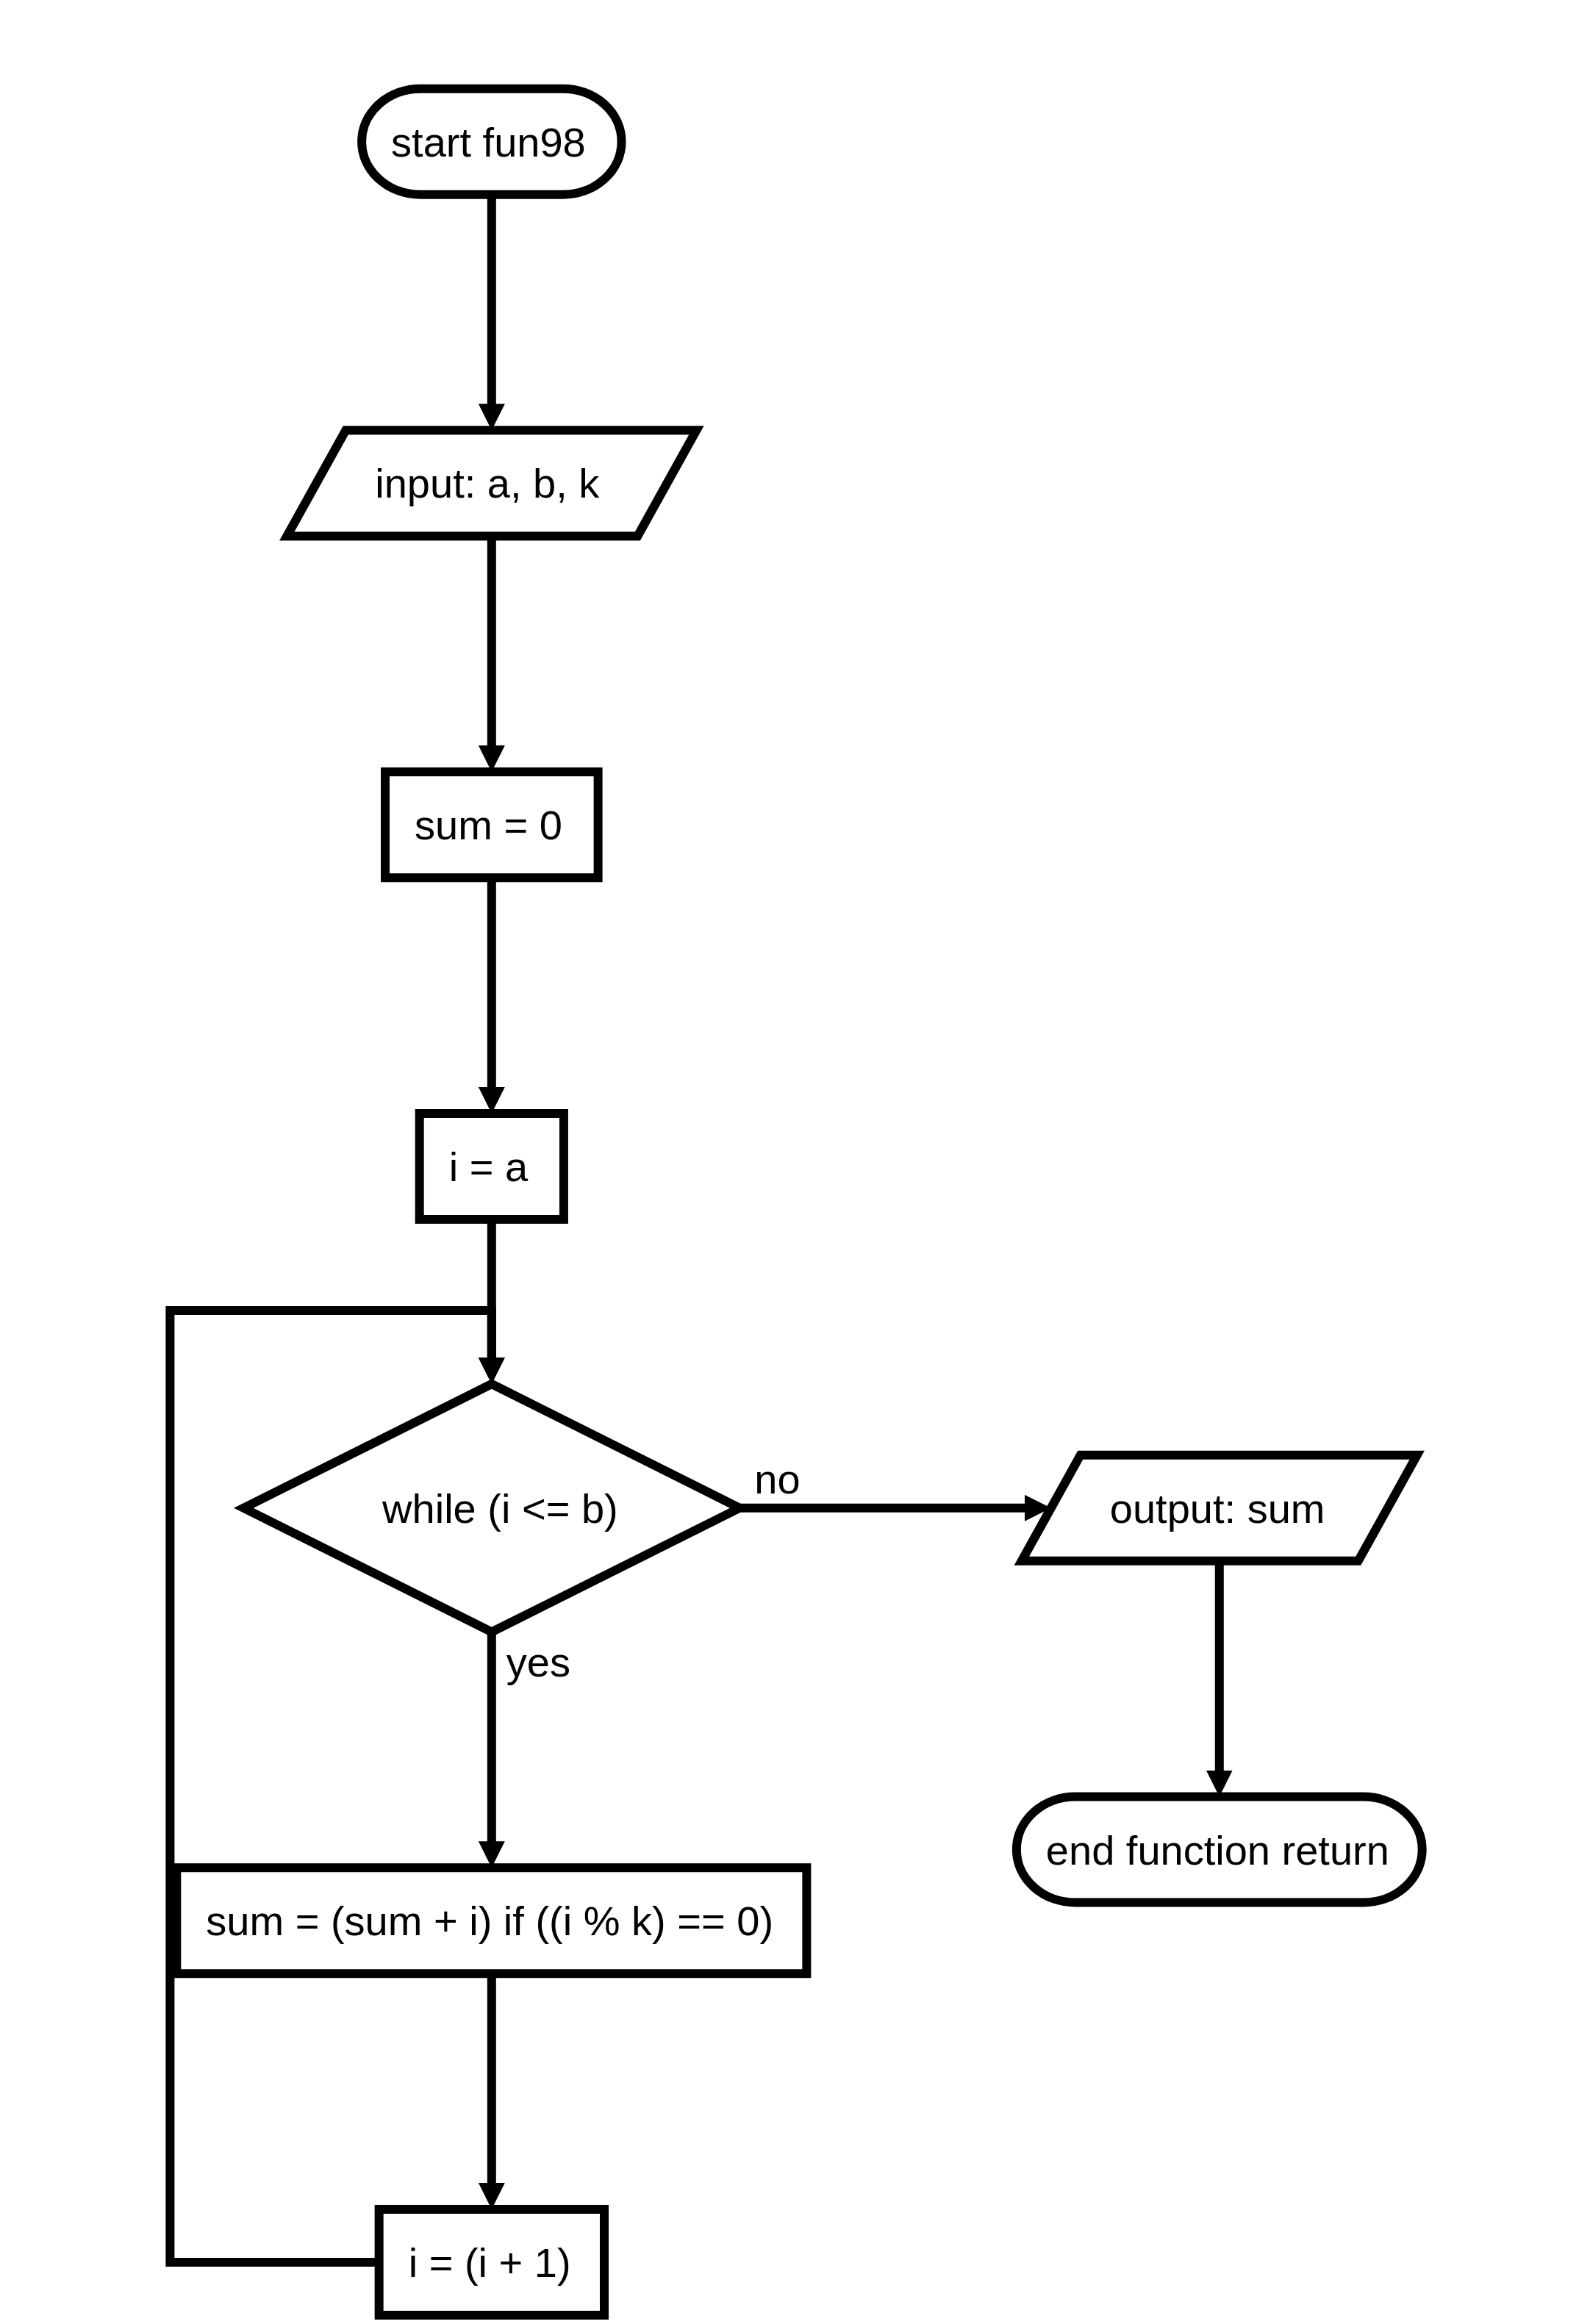 start fun98
input: a, b, k
sum = 0
i = a
while (i <= b)
no
output: sum
yes
end function return
sum = (sum + i) if ((i % k) == 0)
i = (i + 1)